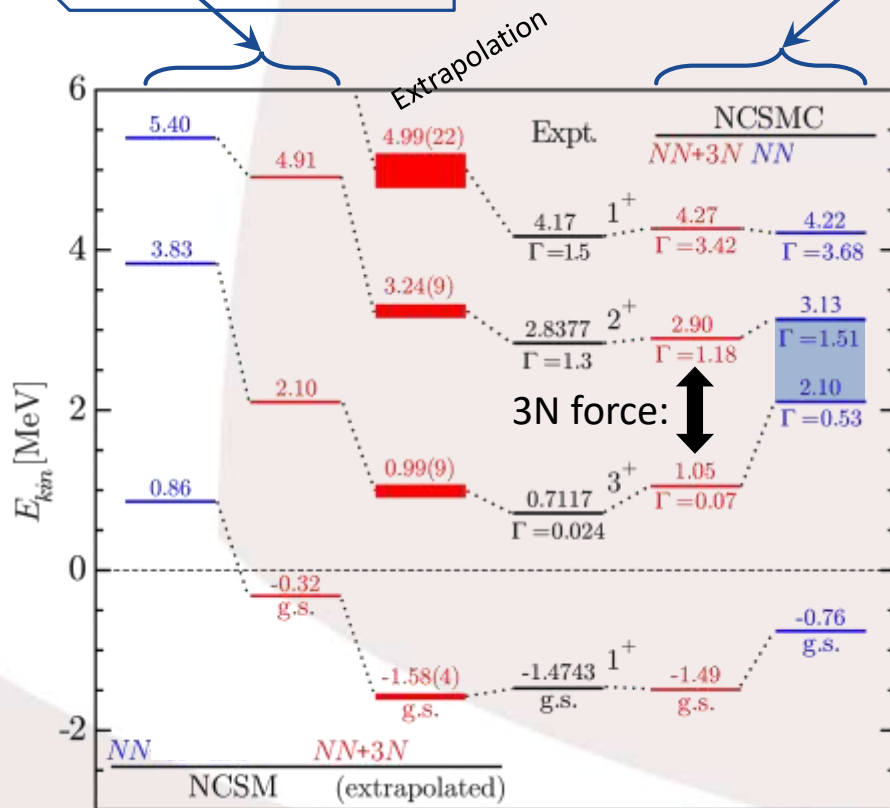 Extrapolation
6
4
2
0
-2
E_kin [MeV]
5.40
3.83
0.86
4.91
2.10
-0.32
g.s.
4.99(22)
3.24(9)
0.99(9)
-1.58(4)
g.s.
Expt.
4.17 1⁺
Γ=1.5
2.8377 2⁺
Γ=1.3
0.7117 3⁺
Γ=0.024
-1.4743 1⁺
g.s.
3N force:
NCSMC
NN+3N NN
4.27
Γ=3.42
2.90
Γ=1.18
1.05
Γ=0.07
-1.49
g.s.
4.22
Γ=3.68
3.13
Γ=1.51
2.10
Γ=0.53
-0.76
g.s.
NN NN+3N
NCSM (extrapolated)